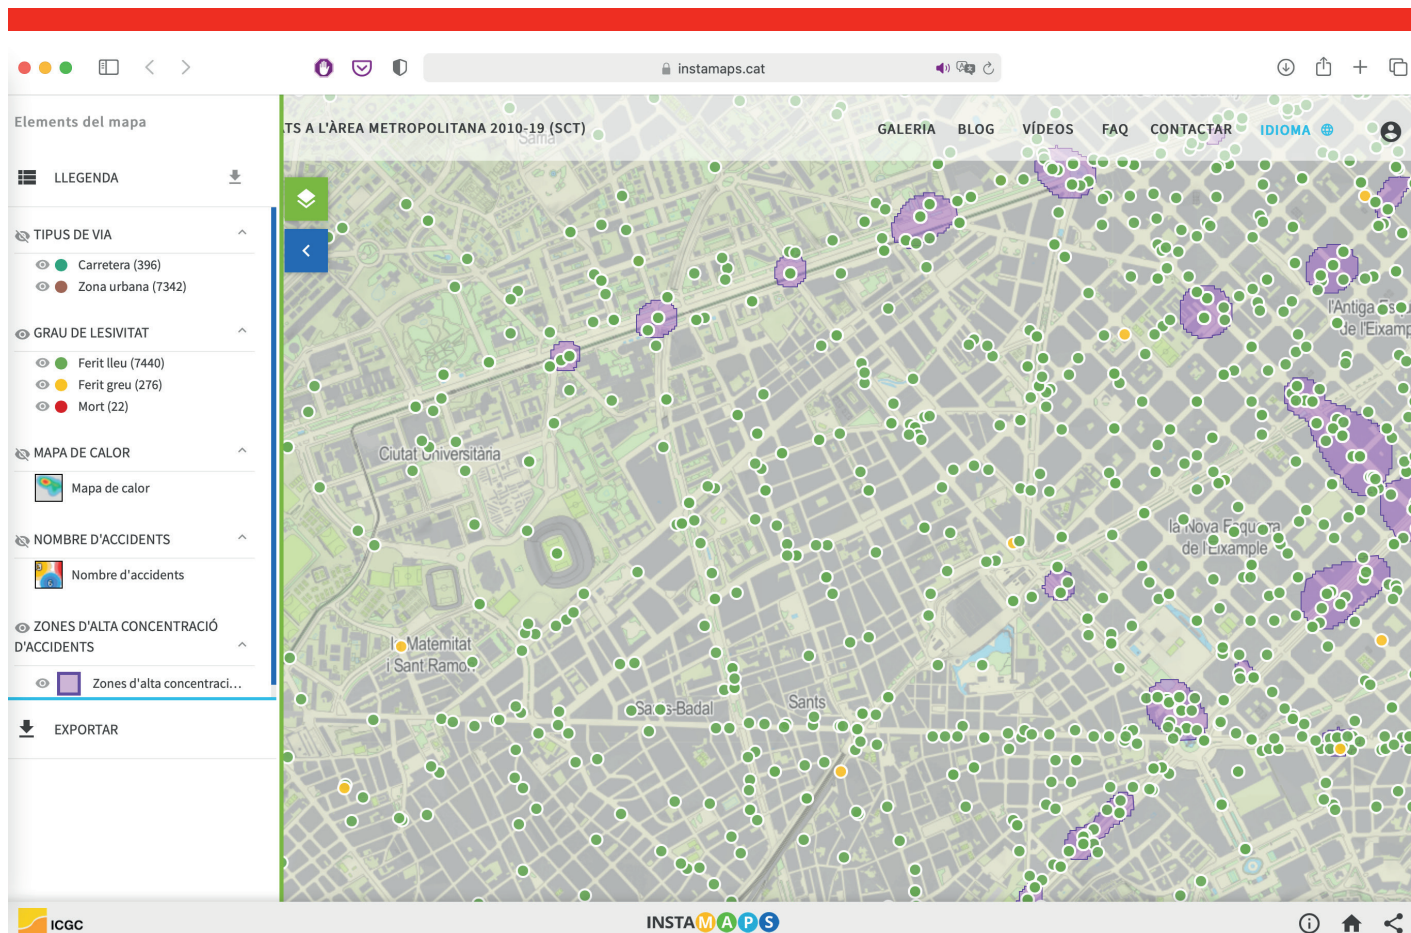 instamaps.cat
Elements del mapa
TS A L'ÀREA METROPOLITANA 2010-19 (SCT)
GALERIA BLOG VÍDEOS FAQ CONTACTAR IDIOMA
LLEGENDA
TIPUS DE VIA
Carretera (396)
Zona urbana (7342)
GRAU DE LESIVITAT
Ferit lleu (7440)
Ferit greu (276)
Mort (22)
MAPA DE CALOR
Mapa de calor
NOMBRE D'ACCIDENTS
Nombre d'accidents
ZONES D'ALTA CONCENTRACIÓ
D'ACCIDENTS
Zones d'alta concentraci...
EXPORTAR
Sarrià
l'Antiga Esqu
de l'Eixamp
Ciutat Universitària
la Nova Esquerra
de l'Eixample
la Maternitat
i Sant Ramon
Sants-Badal
Sants
ICGC
INSTAMAPS